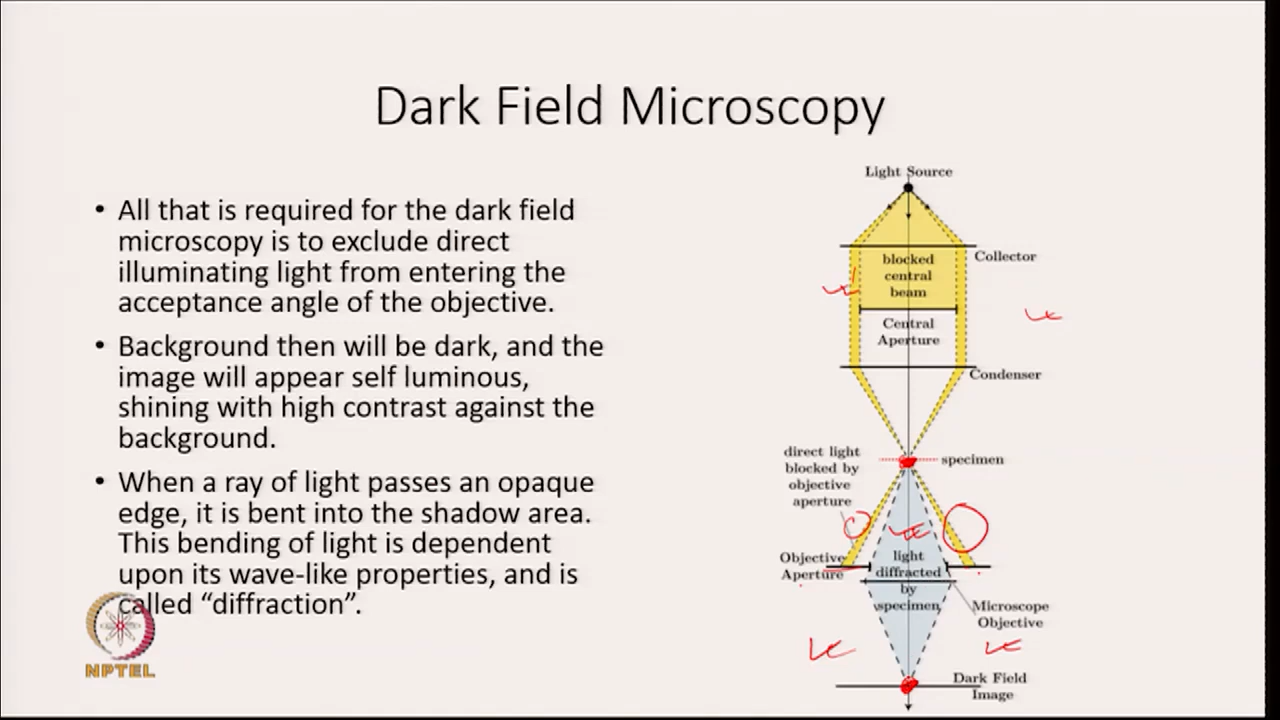 Dark Field Microscopy
• All that is required for the dark field
microscopy is to exclude direct
illuminating light from entering the
acceptance angle of the objective.
• Background then will be dark, and the
image will appear self luminous,
shining with high contrast against the
background.
• When a ray of light passes an opaque
edge, it is bent into the shadow area.
This bending of light is dependent
upon its wave-like properties, and is
called “diffraction”.
NPTEL
Light Source
Collector
blocked
central
beam
Central
Aperture
Condenser
direct light
blocked by
objective
aperture
specimen
Objective
Aperture
light
diffracted
by
specimen
Microscope
Objective
Dark Field
Image